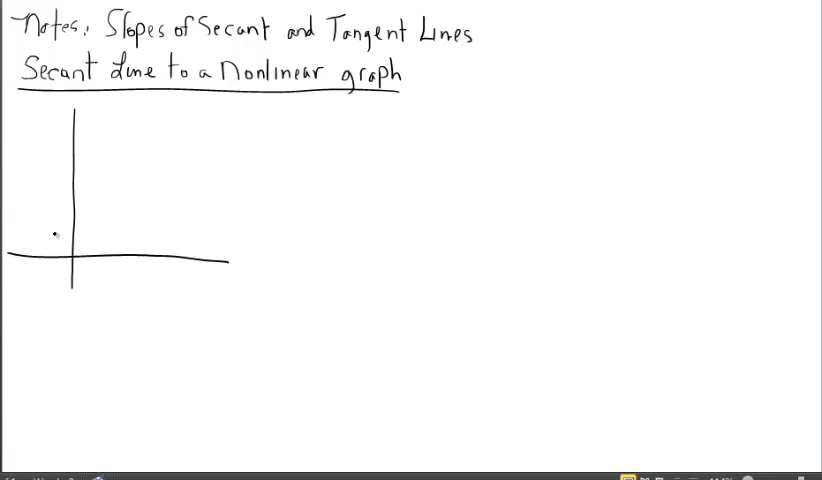 Notes: Slopes of Secant and Tangent Lines
Secant Line to a Nonlinear graph